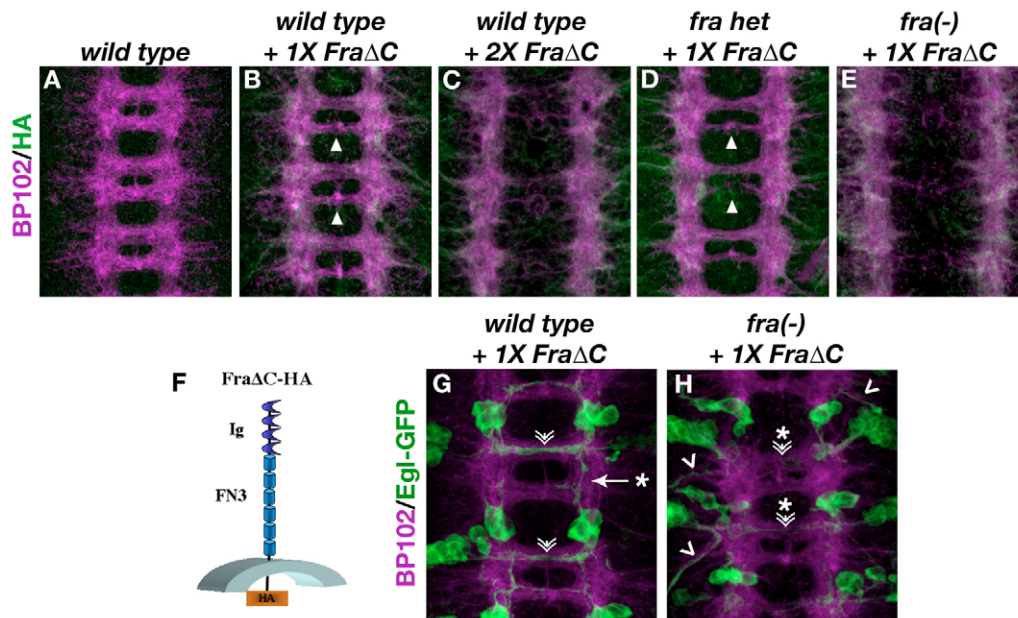 wild type
wild type
+ 1X FraΔC
wild type
+ 2X FraΔC
fra het
+ 1X FraΔC
fra(-)
+ 1X FraΔC
BP102/HA
A
B
C
D
E
F
FraΔC-HA
Ig
FN3
HA
wild type
+ 1X FraΔC
fra(-)
+ 1X FraΔC
BP102/Egl-GFP
G
*
H
*
*